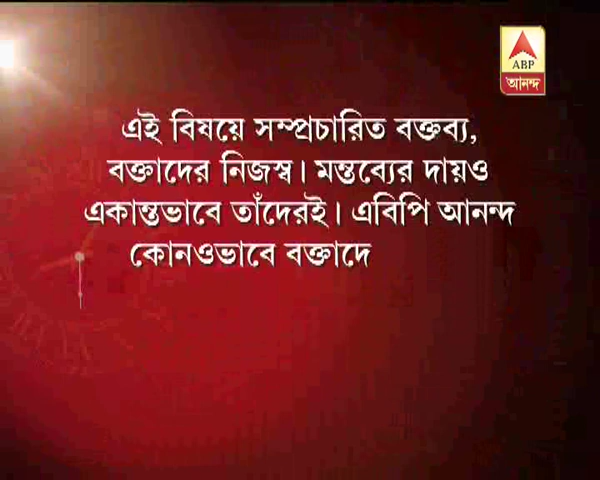 ABP
আনন্দ
এই বিষয়ে সম্প্রচারিত বক্তব্য,
বক্তাদের নিজস্ব। মন্তব্যের দায়ও
একান্তভাবে তাঁদেরই। এবিপি আনন্দ
কোনওভাবে বক্তাদে